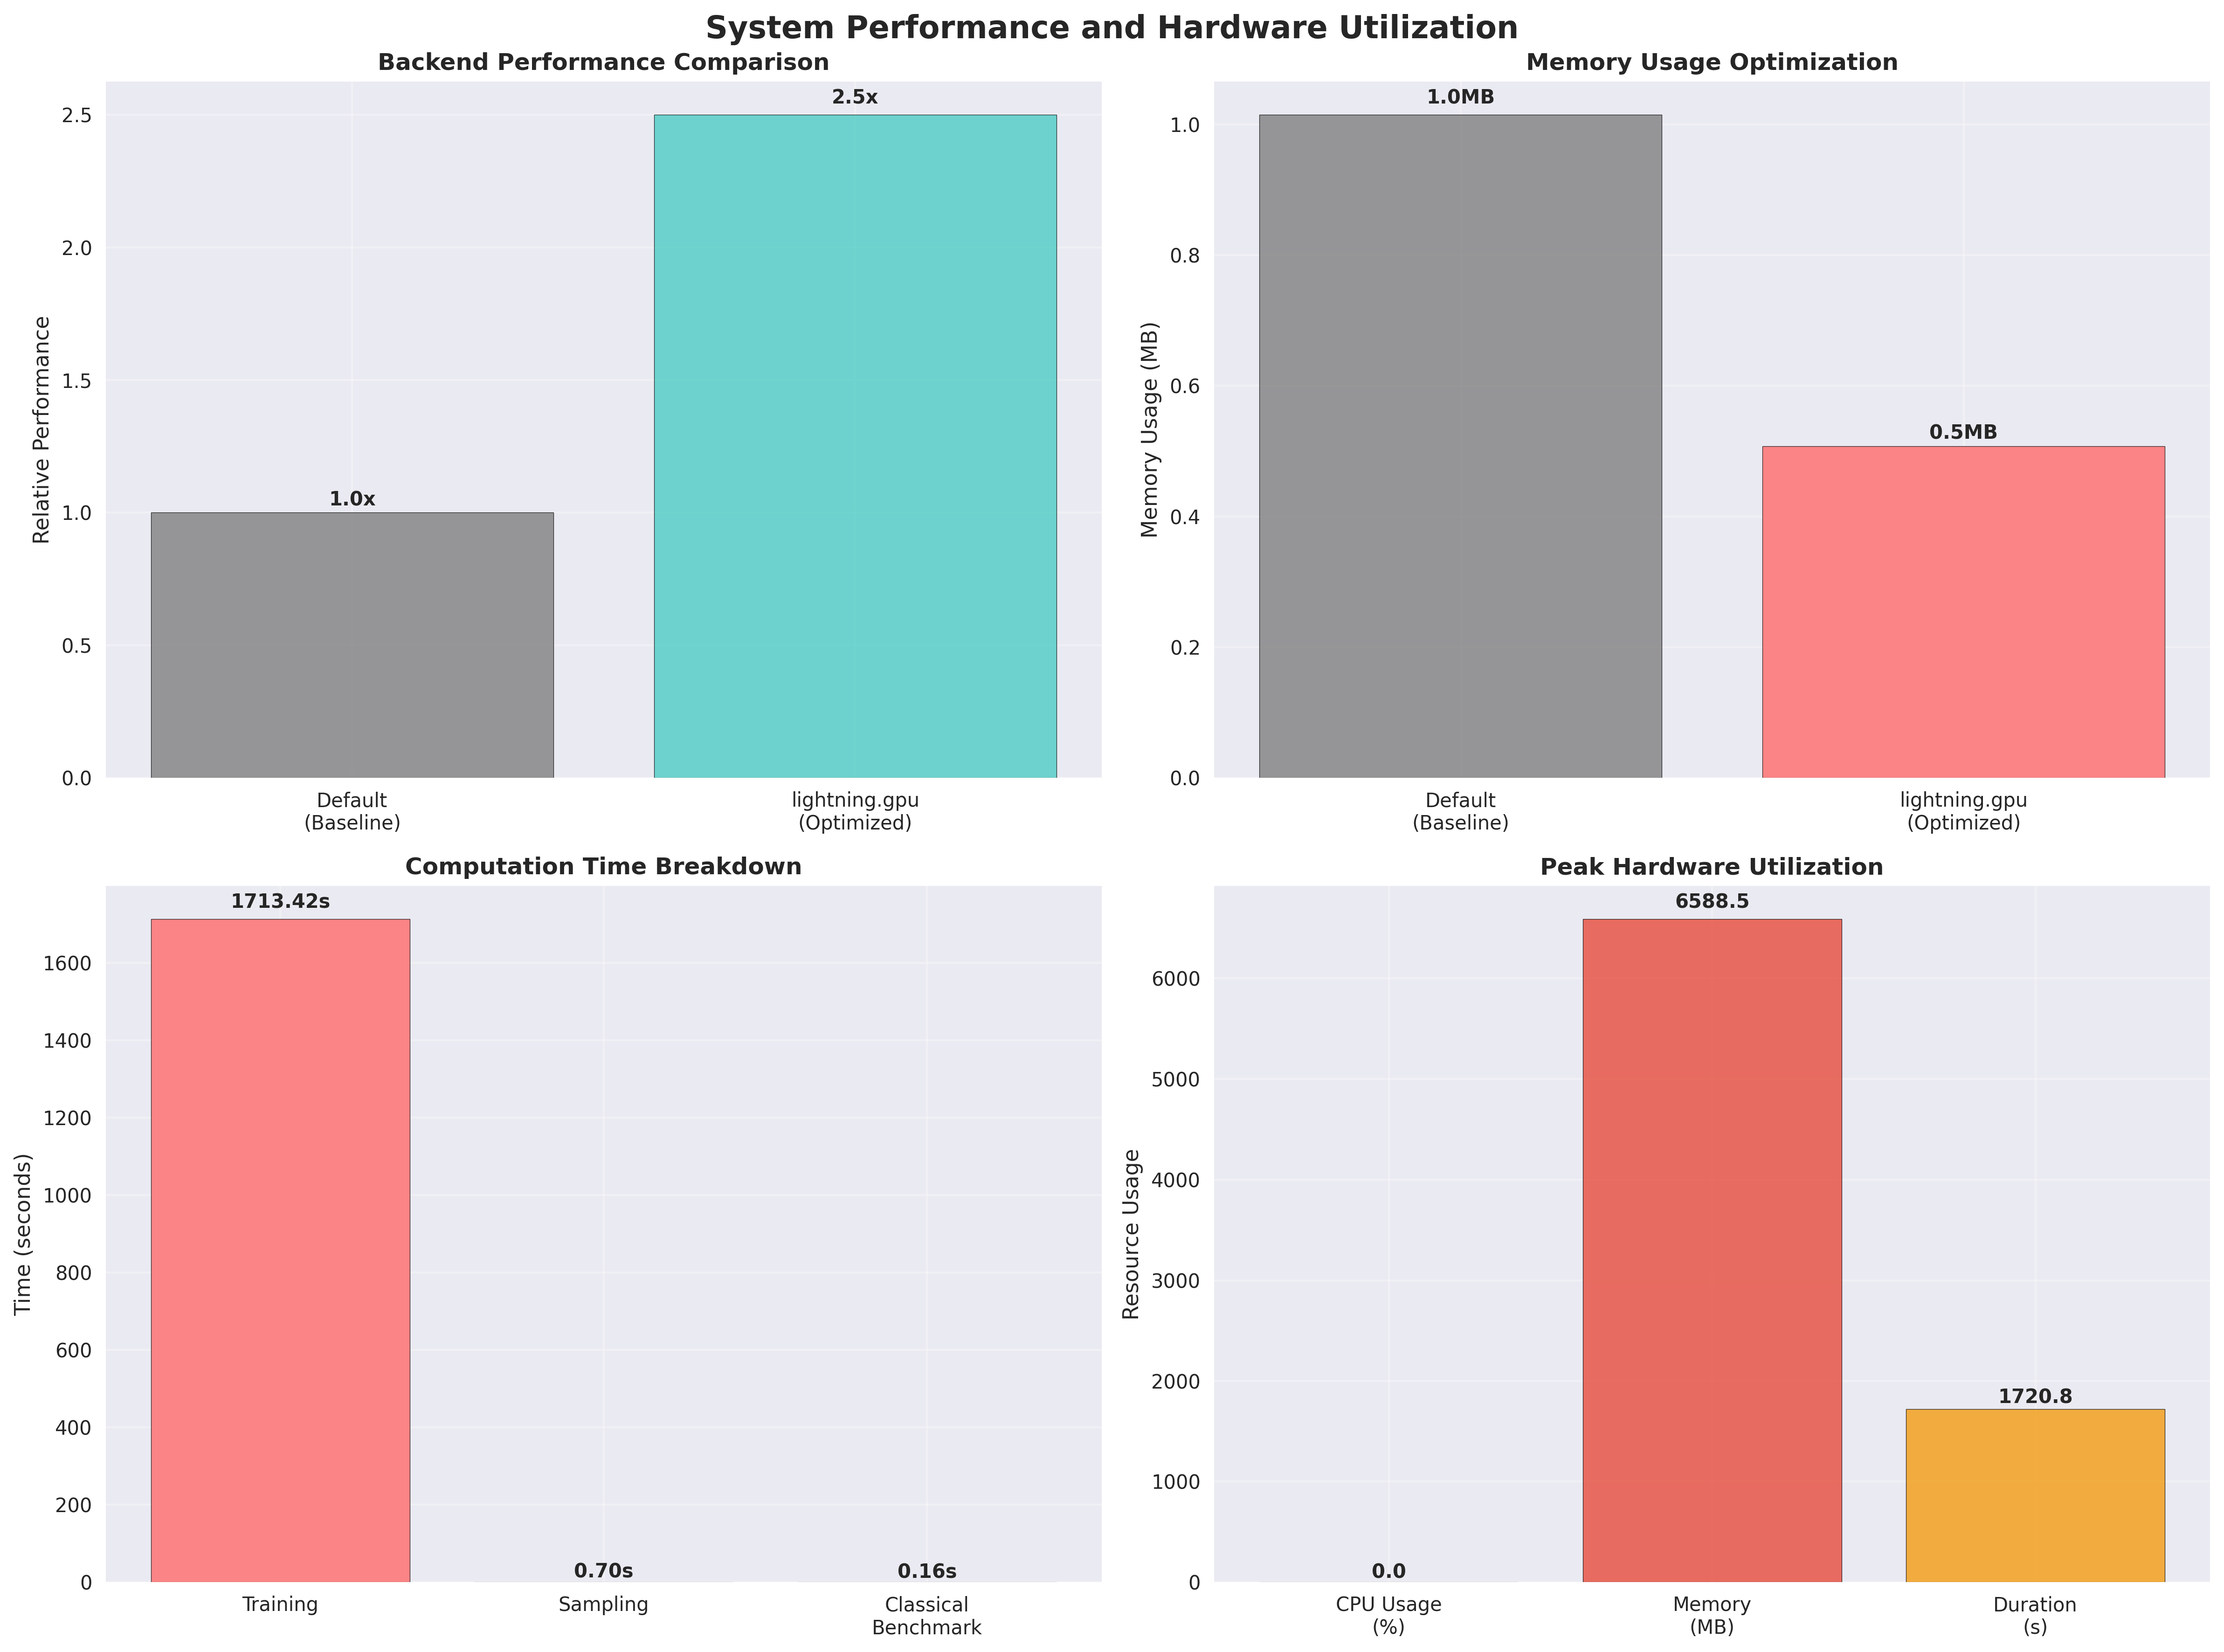 System Performance and Hardware Utilization
Backend Performance Comparison
Relative Performance
2.5
2.0
1.5
1.0
0.5
0.0
1.0x
2.5x
Default
(Baseline)
lightning.gpu
(Optimized)
Memory Usage Optimization
Memory Usage (MB)
1.0
0.8
0.6
0.4
0.2
0.0
1.0MB
0.5MB
Default
(Baseline)
lightning.gpu
(Optimized)
Computation Time Breakdown
Time (seconds)
1600
1400
1200
1000
800
600
400
200
0
1713.42s
0.70s
0.16s
Training
Sampling
Classical
Benchmark
Peak Hardware Utilization
Resource Usage
6000
5000
4000
3000
2000
1000
0
0.0
6588.5
1720.8
CPU Usage
(%)
Memory
(MB)
Duration
(s)